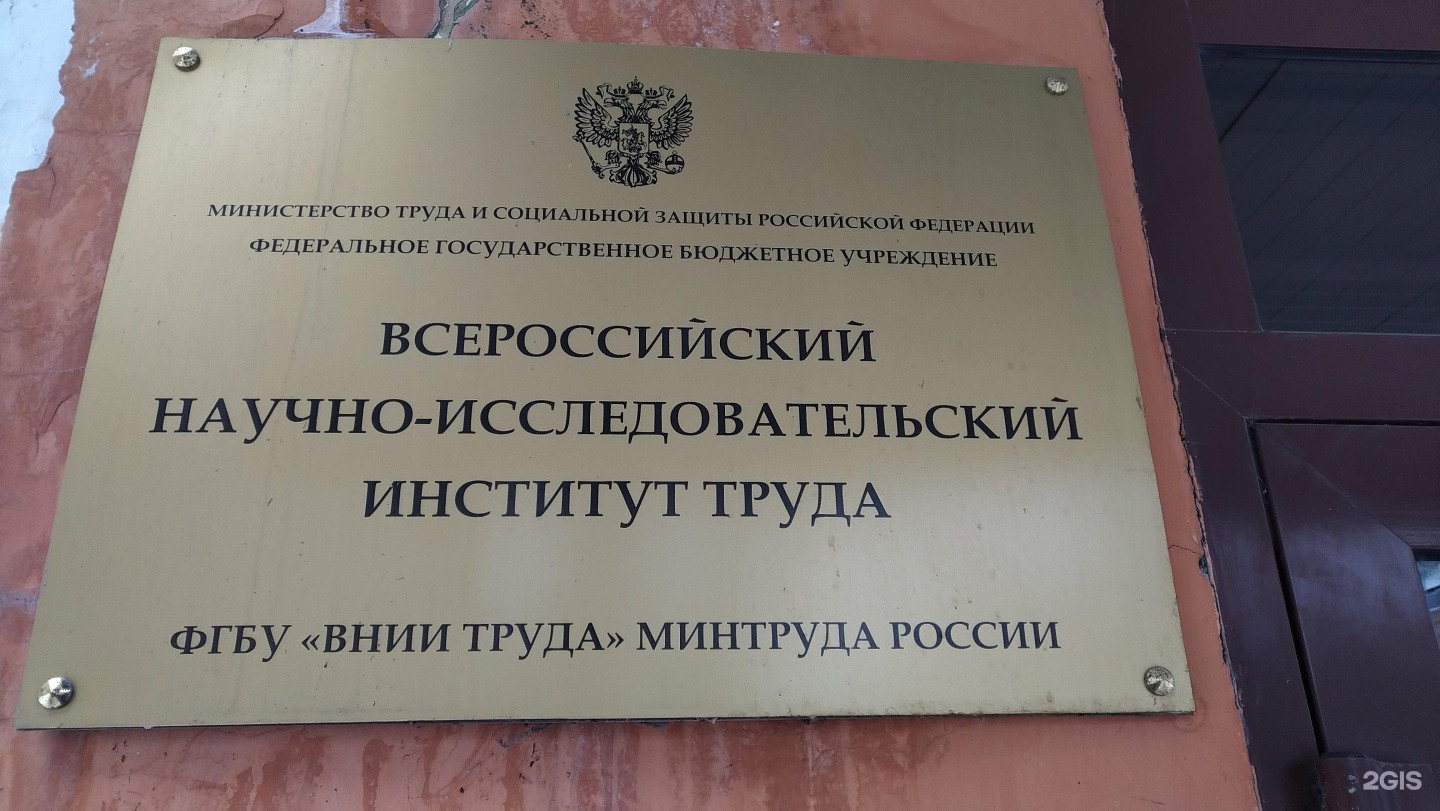 МИНИСТЕРСТВО ТРУДА И СОЦИАЛЬНОЙ ЗАЩИТЫ РОССИЙСКОЙ ФЕДЕРАЦИИ
ФЕДЕРАЛЬНОЕ ГОСУДАРСТВЕННОЕ БЮДЖЕТНОЕ УЧРЕЖДЕНИЕ
ВСЕРОССИЙСКИЙ
НАУЧНО-ИССЛЕДОВАТЕЛЬСКИЙ
ИНСТИТУТ ТРУДА
ФГБУ «ВНИИ ТРУДА» МИНТРУДА РОССИИ
2GIS